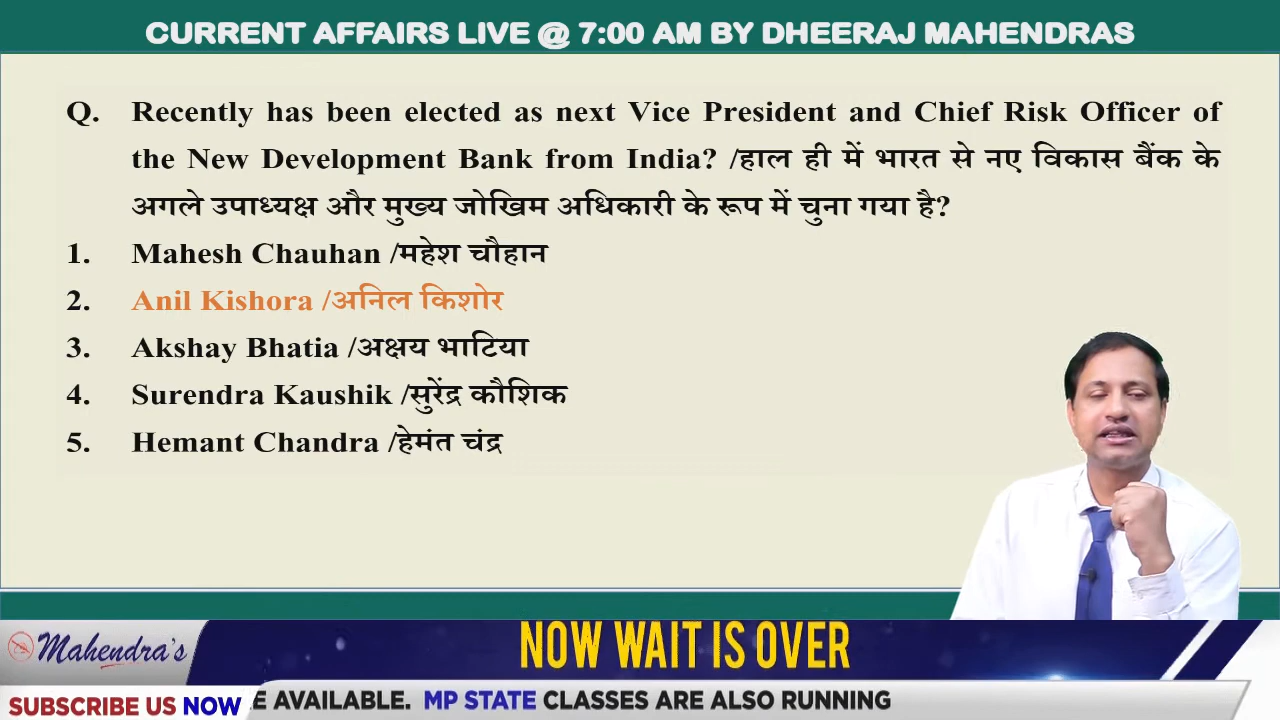 CURRENT AFFAIRS LIVE @ 7:00 AM BY DHEERAJ MAHENDRAS
Q. Recently has been elected as next Vice President and Chief Risk Officer of
the New Development Bank from India? /हाल ही में भारत से नए विकास बैंक के
अगले उपाध्यक्ष और मुख्य जोखिम अधिकारी के रूप में चुना गया है?
1. Mahesh Chauhan /महेश चौहान
2. Anil Kishora /अनिल किशोर
3. Akshay Bhatia /अक्षय भाटिया
4. Surendra Kaushik /सुरेंद्र कौशिक
5. Hemant Chandra /हेमंत चंद्र
Mahendra's
NOW WAIT IS OVER
SUBSCRIBE US NOW
E AVAILABLE. MP STATE CLASSES ARE ALSO RUNNING